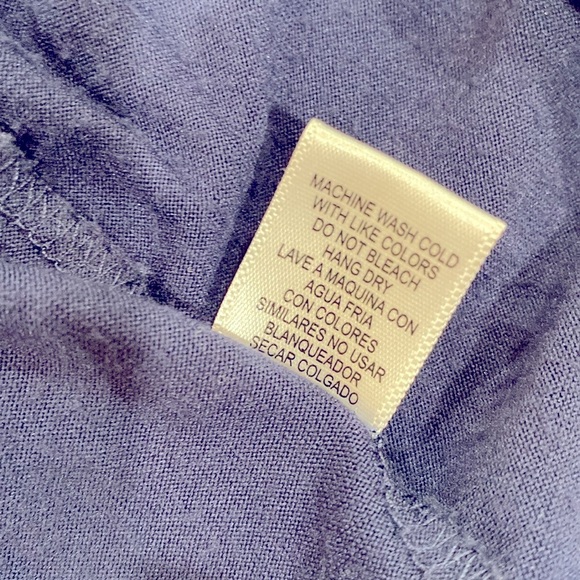 MACHINE WASH COLD
WITH LIKE COLORS
DO NOT BLEACH
HANG DRY
LAVE A MAQUINA CON
AGUA FRIA
CON COLORES
SIMILARES NO USAR
BLANQUEADOR
SECAR COLGADO